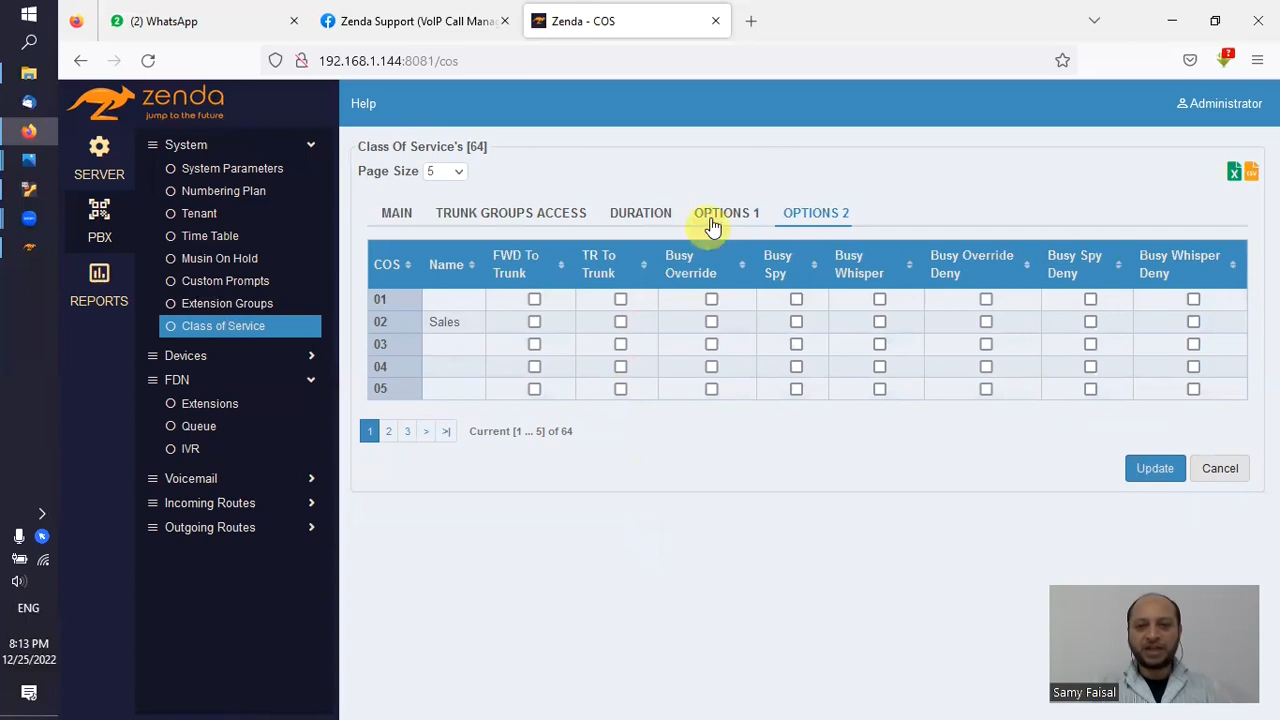 (2) WhatsApp
Zenda Support (VoIP Call Mana
Zenda - COS
192.168.1.144:8081/cos
zenda
jump to the future
Help
Administrator
SERVER
PBX
REPORTS
System
System Parameters
Numbering Plan
Tenant
Time Table
Musin On Hold
Custom Prompts
Extension Groups
Class of Service
Devices
FDN
Extensions
Queue
IVR
Voicemail
Incoming Routes
Outgoing Routes
Class Of Service's [64]
Page Size 5
MAIN TRUNK GROUPS ACCESS DURATION OPTIONS 1 OPTIONS 2
COS Name FWD To Trunk TR To Trunk Busy Override Busy Spy Busy Whisper Busy Override Deny Busy Spy Deny Busy Whisper Deny
01
02 Sales
03
04
05
1 2 3 > >| Current [1 ... 5] of 64
Update Cancel
ENG
8:13 PM
12/25/2022
Samy Faisal